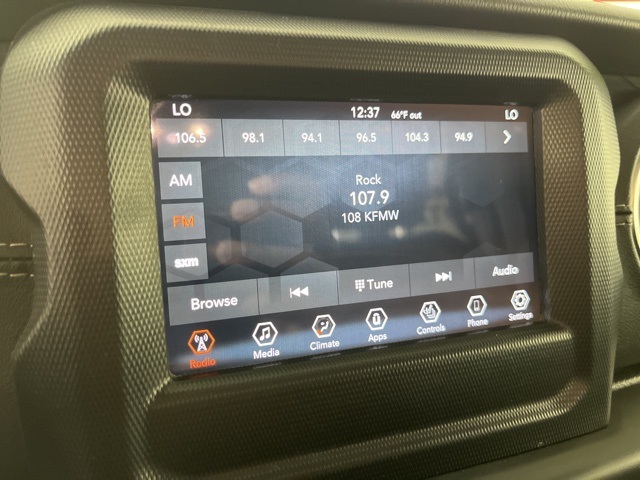 LO 12:37 66°F out LO
106.5 98.1 94.1 96.5 104.3 94.9
AM
Rock
107.9
FM
108 KFMW
sxm
Browse Tune Audio
Radio Media Climate Apps Controls Phone Settings